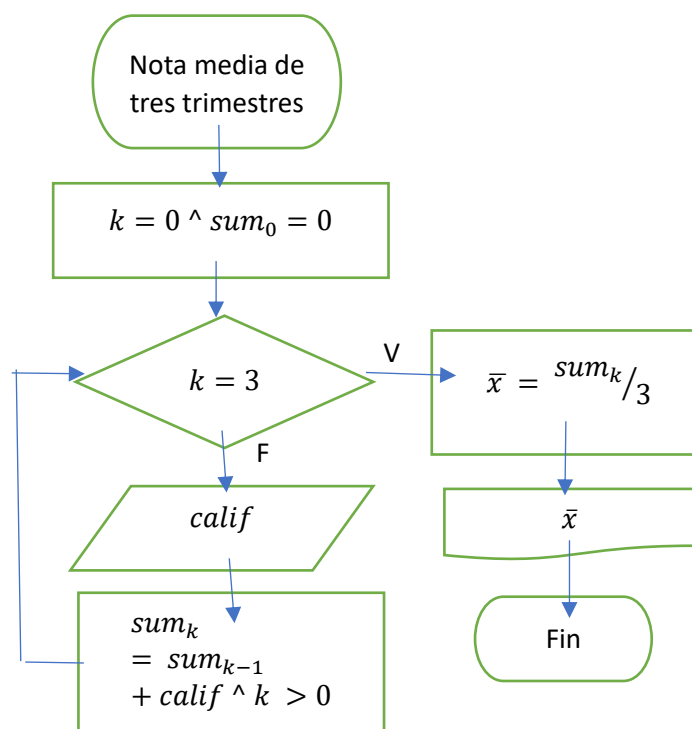 Nota media de
tres trimestres
𝑘 = 0 ^ 𝑠𝑢𝑚₀ = 0
𝑘 = 3
V
F
𝑐𝑎𝑙𝑖𝑓
𝑠𝑢𝑚ₖ
= 𝑠𝑢𝑚ₖ₋₁
+ 𝑐𝑎𝑙𝑖𝑓 ^ 𝑘 > 0
x̄ = 𝑠𝑢𝑚ₖ/3
x̄
Fin